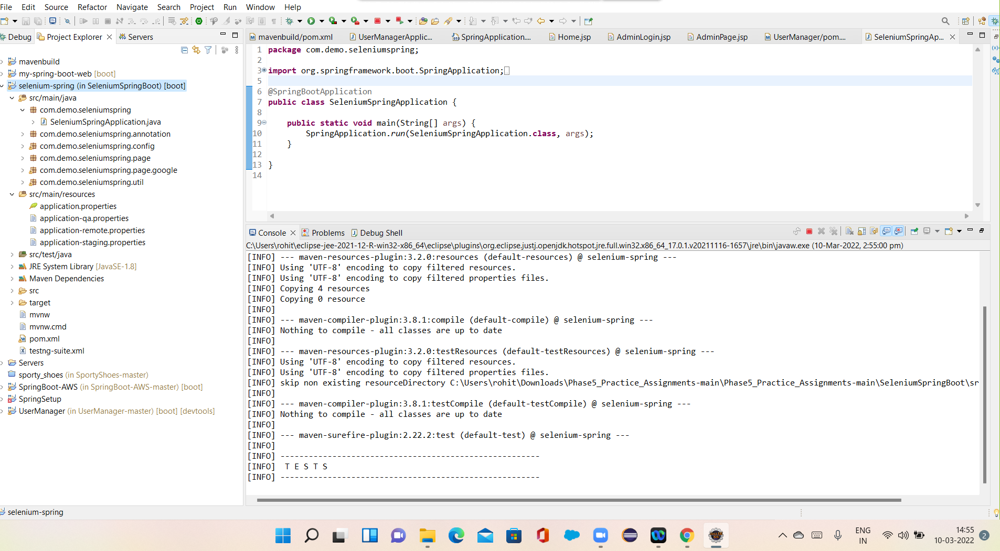 File Edit Source Refactor Navigate Search Project Run Window Help
Debug Project Explorer Servers
mavenbuild
my-spring-boot-web [boot]
selenium-spring (in SeleniumSpringBoot) [boot]
src/main/java
com.demo.seleniumspring
SeleniumSpringApplication.java
com.demo.seleniumspring.annotation
com.demo.seleniumspring.config
com.demo.seleniumspring.page
com.demo.seleniumspring.page.google
com.demo.seleniumspring.util
src/main/resources
application.properties
application-qa.properties
application-remote.properties
application-staging.properties
src/test/java
JRE System Library [JavaSE-1.8]
Maven Dependencies
src
target
mvnw
mvnw.cmd
pom.xml
testng-suite.xml
Servers
sporty_shoes (in SportyShoes-master)
SpringBoot-AWS (in SpringBoot-AWS-master) [boot]
SpringSetup
UserManager (in UserManager-master) [boot] [devtools]
mavenbuild/pom.xml UserManagerApplic... SpringApplication.... Home.jsp AdminLogin.jsp AdminPage.jsp UserManager/pom.... SeleniumSpringAp...
1 package com.demo.seleniumspring;
2
3 import org.springframework.boot.SpringApplication;
5
6 @SpringBootApplication
7 public class SeleniumSpringApplication {
8
9 public static void main(String[] args) {
10 SpringApplication.run(SeleniumSpringApplication.class, args);
11 }
12
13 }
14
Console Problems Debug Shell
C:\Users\rohit\eclipse-jee-2021-12-R-win32-x86_64\eclipse\plugins\org.eclipse.justj.openjdk.hotspot.jre.full.win32.x86_64_17.0.1.v20211116-1657\jre\bin\javaw.exe (10-Mar-2022, 2:55:00 pm)
[INFO] --- maven-resources-plugin:3.2.0:resources (default-resources) @ selenium-spring ---
[INFO] Using 'UTF-8' encoding to copy filtered resources.
[INFO] Using 'UTF-8' encoding to copy filtered properties files.
[INFO] Copying 4 resources
[INFO] Copying 0 resource
[INFO]
[INFO] --- maven-compiler-plugin:3.8.1:compile (default-compile) @ selenium-spring ---
[INFO] Nothing to compile - all classes are up to date
[INFO]
[INFO] --- maven-resources-plugin:3.2.0:testResources (default-testResources) @ selenium-spring ---
[INFO] Using 'UTF-8' encoding to copy filtered resources.
[INFO] Using 'UTF-8' encoding to copy filtered properties files.
[INFO] skip non existing resourceDirectory C:\Users\rohit\Downloads\Phase5_Practice_Assignments-main\Phase5_Practice_Assignments-main\SeleniumSpringBoot\sr
[INFO]
[INFO] --- maven-compiler-plugin:3.8.1:testCompile (default-testCompile) @ selenium-spring ---
[INFO] Nothing to compile - all classes are up to date
[INFO]
[INFO] --- maven-surefire-plugin:2.22.2:test (default-test) @ selenium-spring ---
[INFO]
[INFO] -------------------------------------------------------
[INFO] T E S T S
[INFO] -------------------------------------------------------
selenium-spring
ENG
IN
14:55
10-03-2022
2